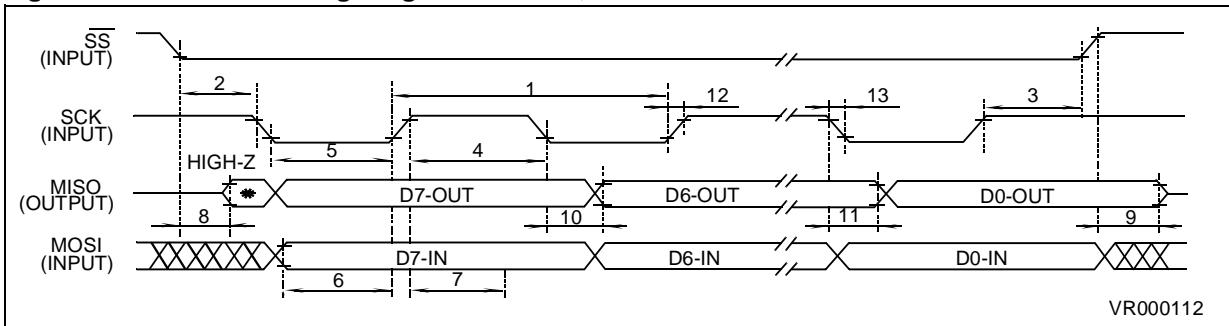 SS
(INPUT)
2
1
12
13
3
SCK
(INPUT)
5
4
HIGH-Z
MISO
(OUTPUT)
D7-OUT
D6-OUT
D0-OUT
8
10
11
9
MOSI
(INPUT)
D7-IN
D6-IN
D0-IN
6
7
VR000112